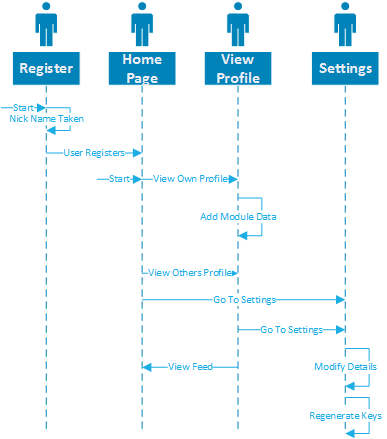 Register
Home
Page
View
Profile
Settings
Start
Nick Name Taken
User Registers
Start
View Own Profile
Add Module Data
View Others Profile
Go To Settings
Go To Settings
View Feed
Modify Details
Regenerate Keys